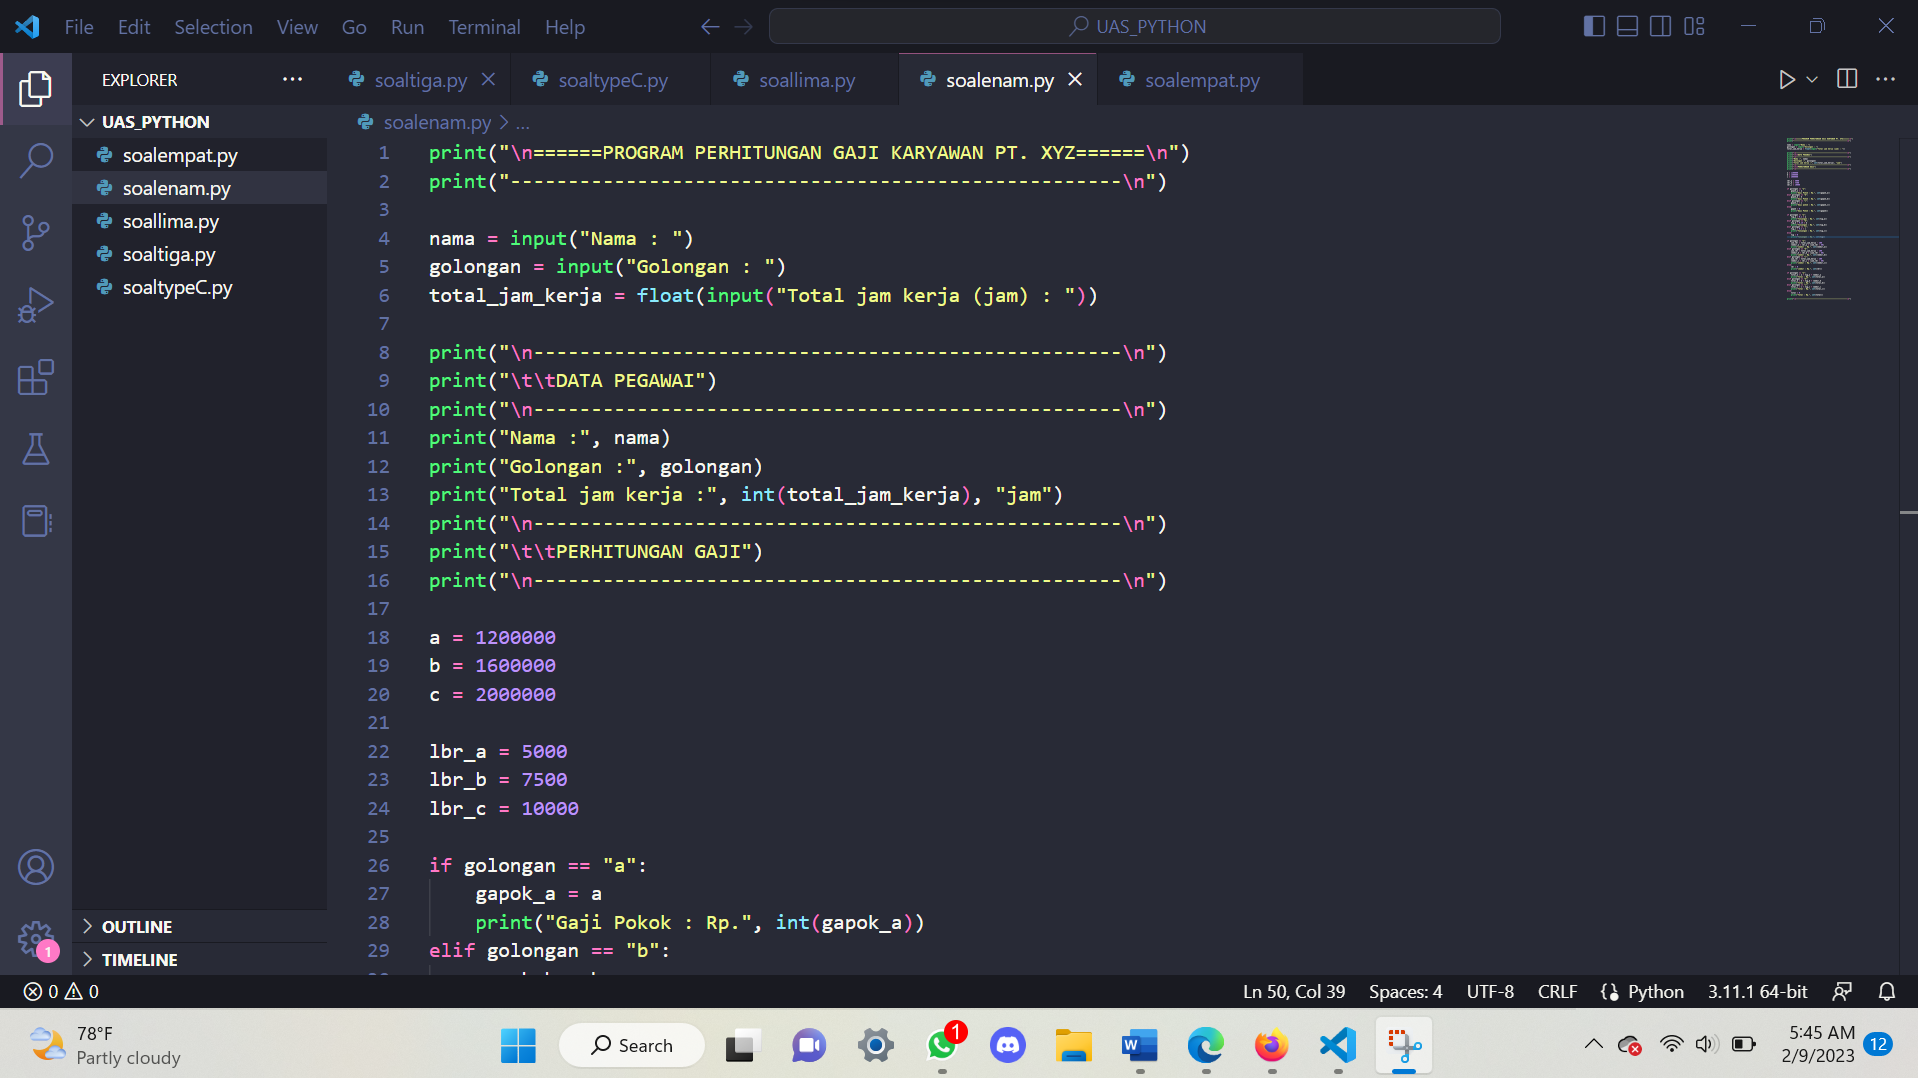 File Edit Selection View Go Run Terminal Help
UAS_PYTHON
EXPLORER
soaltiga.py
soaltypeC.py
soallima.py
soalenam.py
soalempat.py
UAS_PYTHON
soalempat.py
soalenam.py
soallima.py
soaltiga.py
soaltypeC.py
OUTLINE
TIMELINE
1
soalenam.py > ...
1 print("\n======PROGRAM PERHITUNGAN GAJI KARYAWAN PT. XYZ======\n")
2 print("-----------------------------------------------------\n")
3
4 nama = input("Nama : ")
5 golongan = input("Golongan : ")
6 total_jam_kerja = float(input("Total jam kerja (jam) : "))
7
8 print("\n---------------------------------------------------\n")
9 print("\t\tDATA PEGAWAI")
10 print("\n---------------------------------------------------\n")
11 print("Nama :", nama)
12 print("Golongan :", golongan)
13 print("Total jam kerja :", int(total_jam_kerja), "jam")
14 print("\n---------------------------------------------------\n")
15 print("\t\tPERHITUNGAN GAJI")
16 print("\n---------------------------------------------------\n")
17
18 a = 1200000
19 b = 1600000
20 c = 2000000
21
22 lbr_a = 5000
23 lbr_b = 7500
24 lbr_c = 10000
25
26 if golongan == "a":
27 gapok_a = a
28 print("Gaji Pokok : Rp.", int(gapok_a))
29 elif golongan == "b":
0 0
Ln 50, Col 39 Spaces: 4 UTF-8 CRLF Python 3.11.1 64-bit
78°F
Partly cloudy
Search
1
5:45 AM
2/9/2023
12